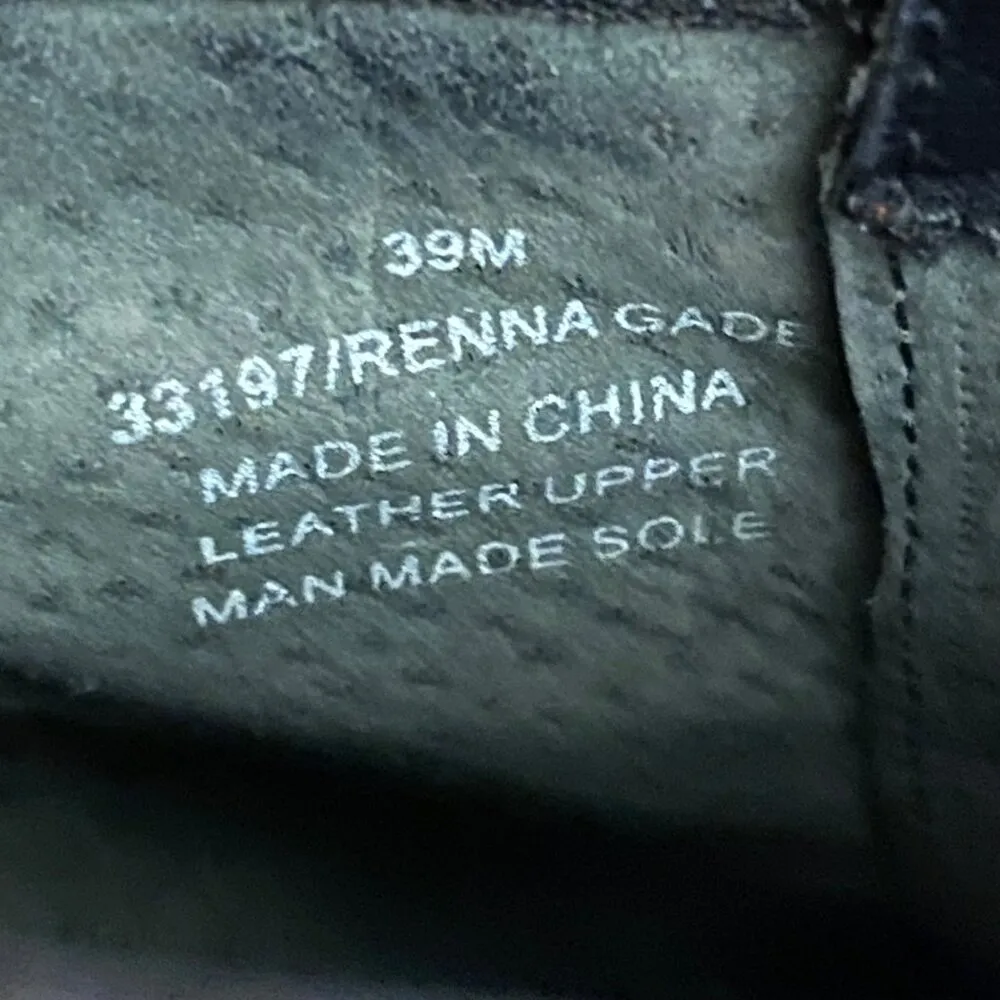 39M
33197/RENNA GADE
MADE IN CHINA
LEATHER UPPER
MAN MADE SOLE